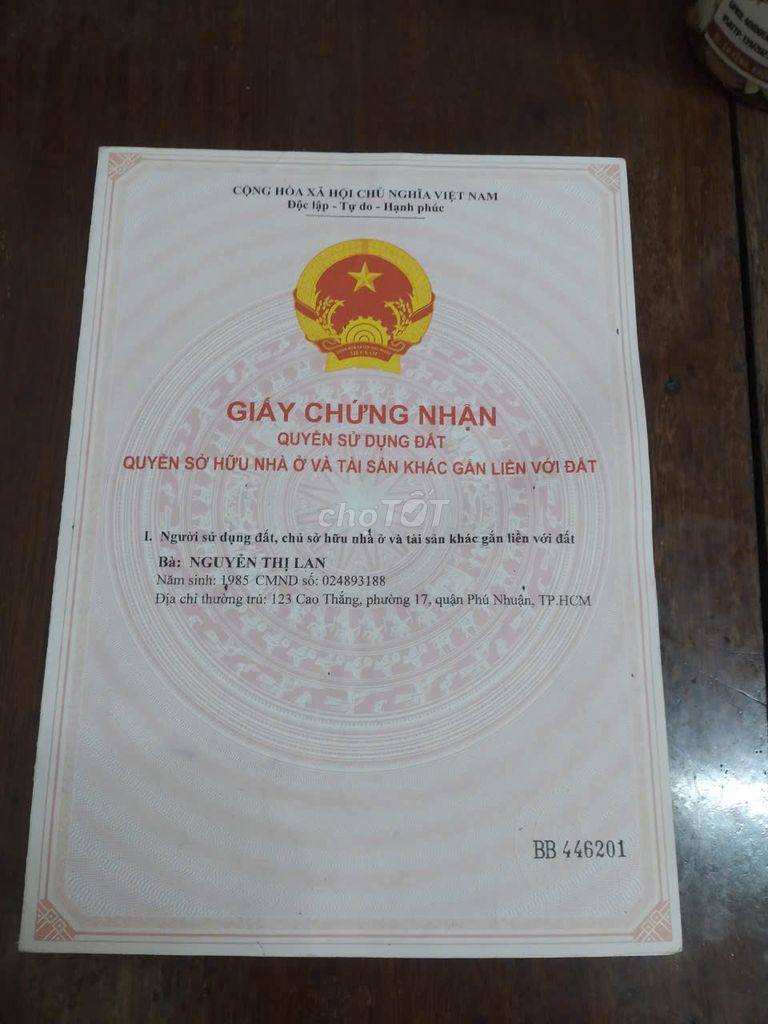 CỘNG HÒA XÃ HỘI CHỦ NGHĨA VIỆT NAM
Độc lập - Tự do - Hạnh phúc
VIỆT NAM
GIẤY CHỨNG NHẬN
QUYỀN SỬ DỤNG ĐẤT
QUYỀN SỞ HỮU NHÀ Ở VÀ TÀI SẢN KHÁC GẮN LIỀN VỚI ĐẤT
choTỐT
I. Người sử dụng đất, chủ sở hữu nhà ở và tài sản khác gắn liền với đất
Bà: NGUYỄN THỊ LAN
Năm sinh: 1985 CMND số: 024893188
Địa chỉ thường trú: 123 Cao Thắng, phường 17, quận Phú Nhuận, TP.HCM
BB 446201